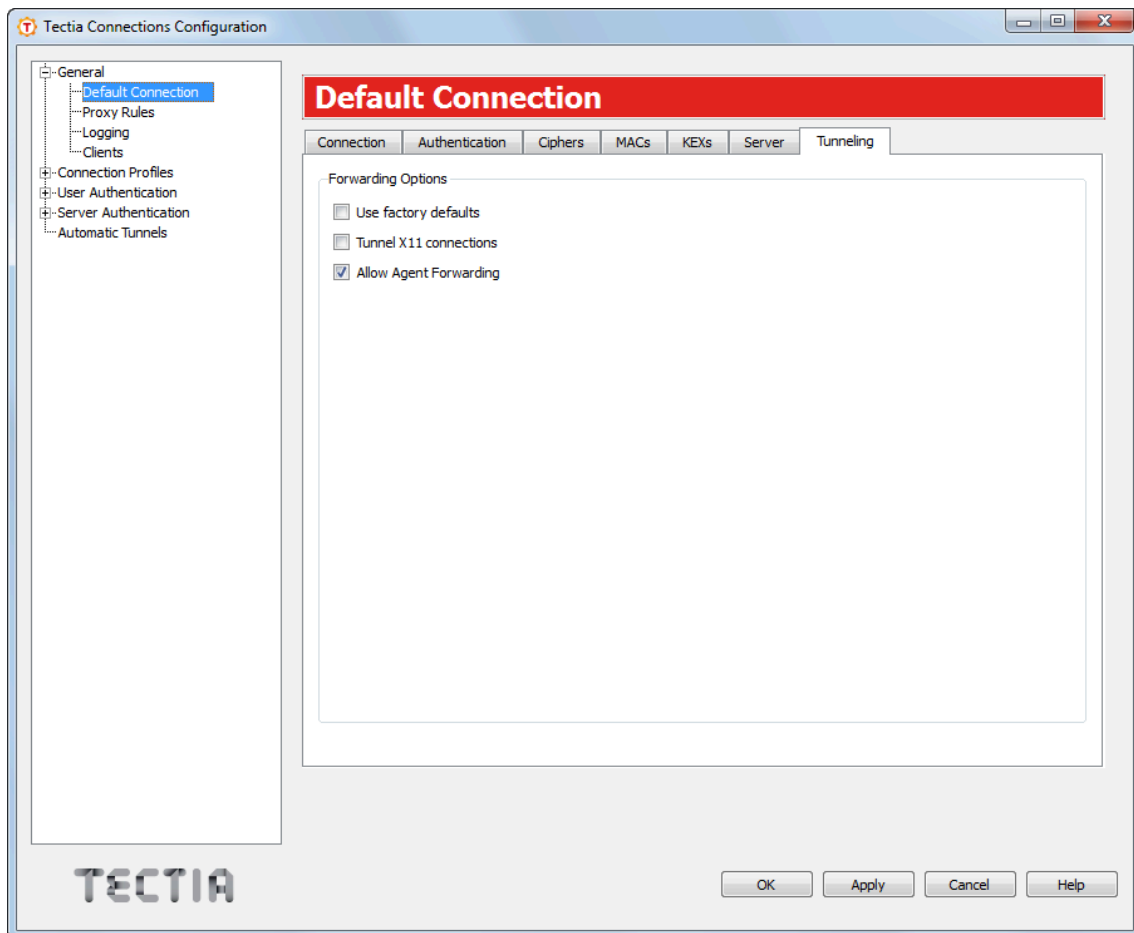 Tectia Connections Configuration
General
Default Connection
Proxy Rules
Logging
Clients
Connection Profiles
User Authentication
Server Authentication
Automatic Tunnels
Default Connection
Connection Authentication Ciphers MACs KEXs Server Tunneling
Forwarding Options
Use factory defaults
Tunnel X11 connections
Allow Agent Forwarding
TECTIA
OK Apply Cancel Help